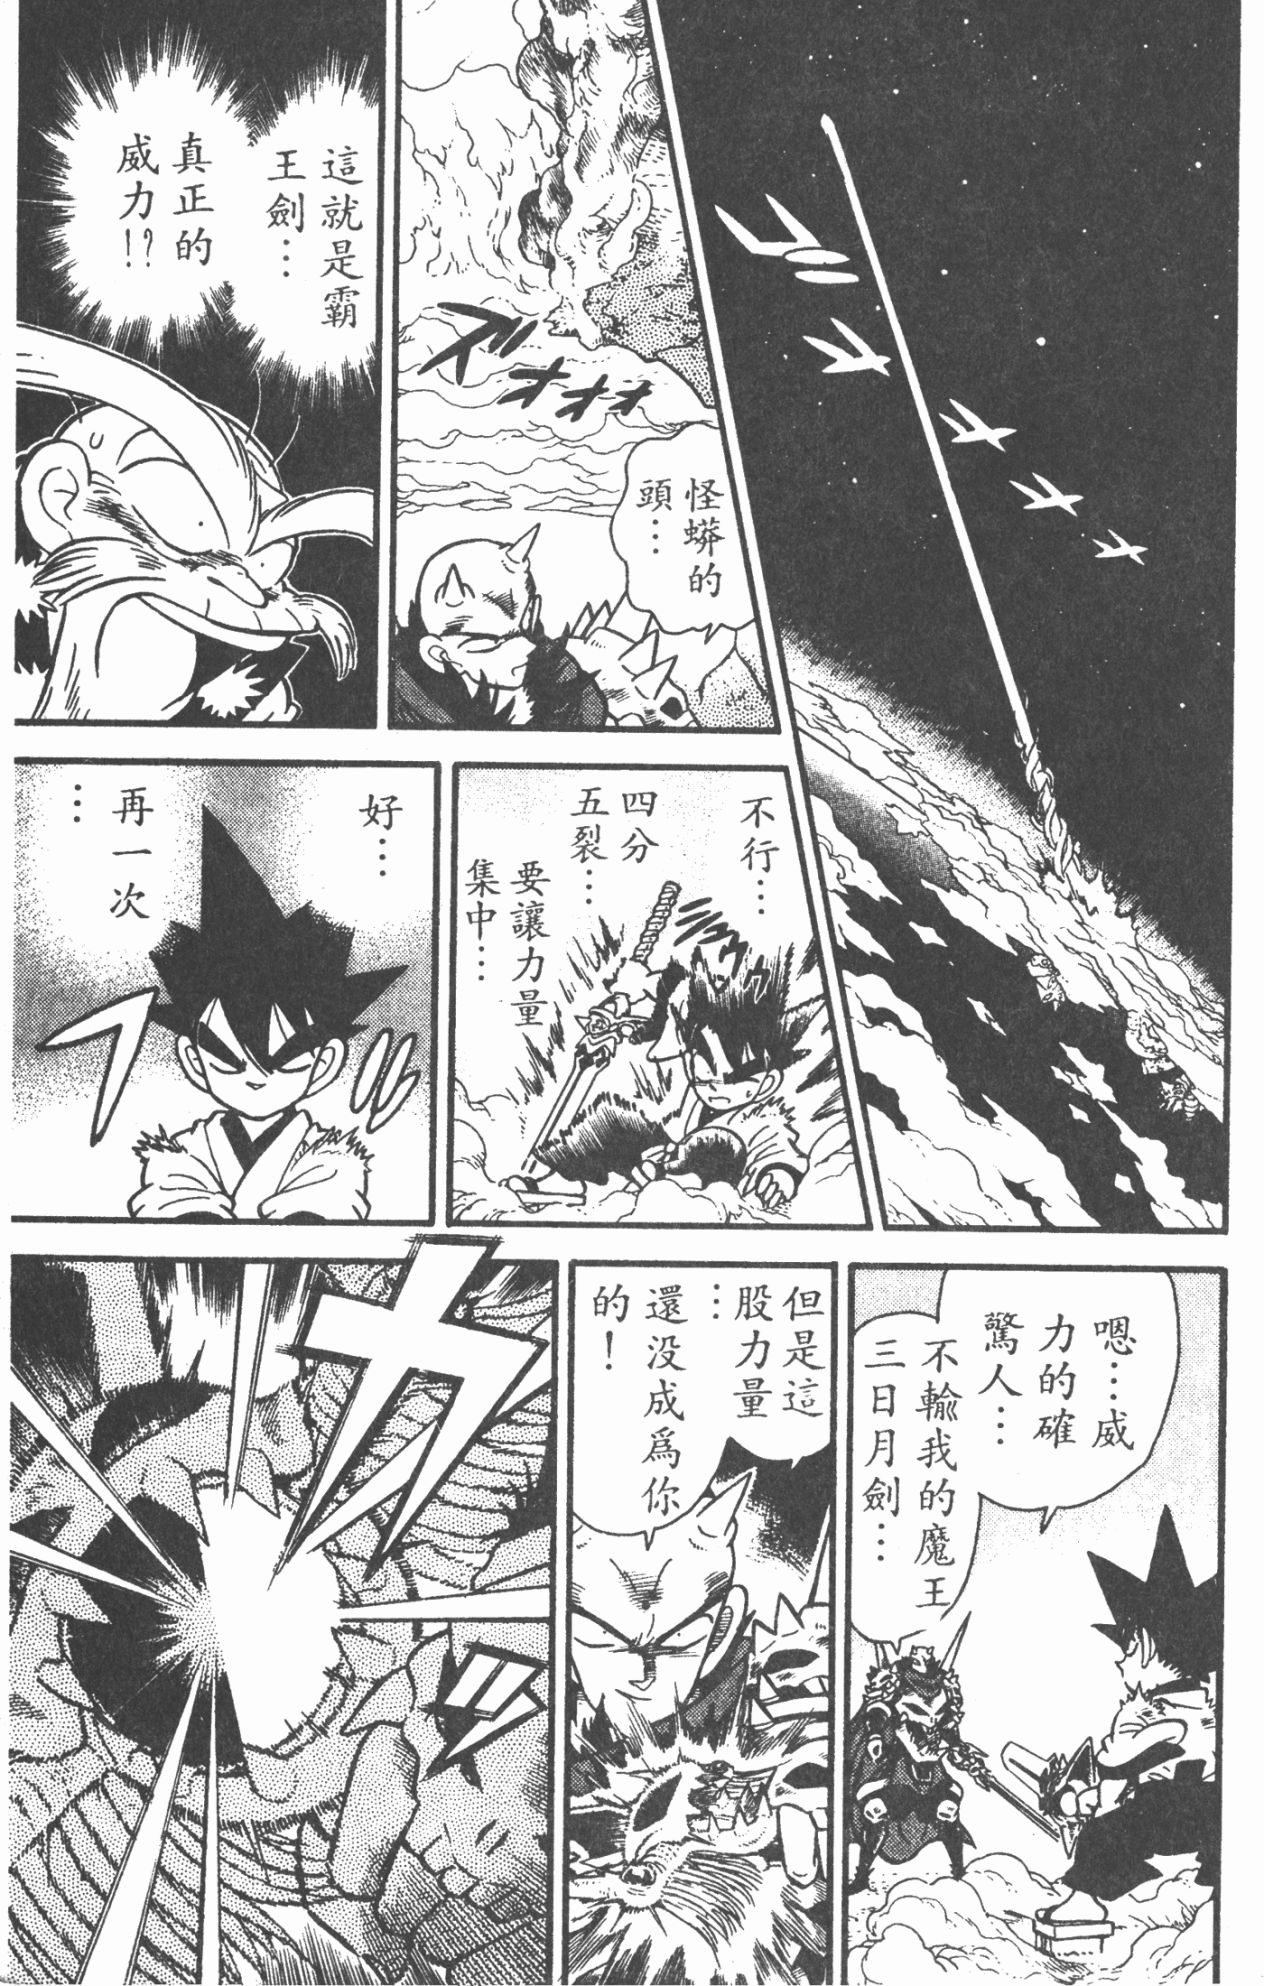 怪蟒的
頭…
這就是霸
王劍…
真正的
威力!?
不行…
四分
五裂…
要讓力量
集中…
好…
再一次
…
嗯…威
力的確
驚人…
不輸我的魔王
三日月劍…
但是這
股力量
…
還沒成爲你
的!
カッ